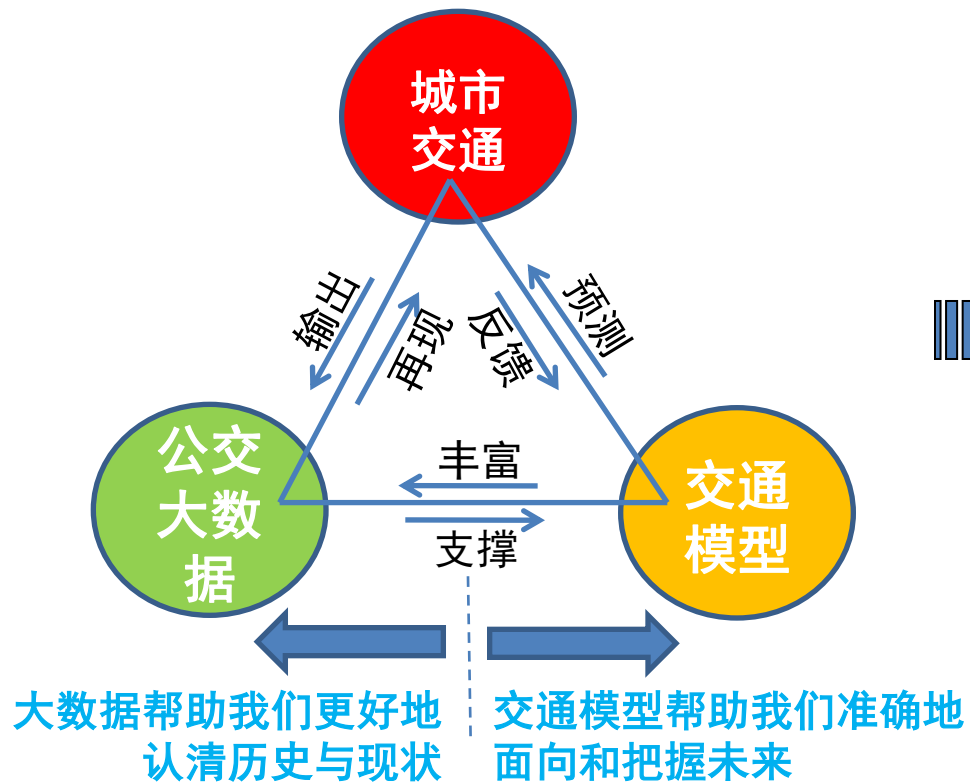 城市
交通
输出
再现
反馈
预测
公交
大数
据
丰富
支撑
交通
模型
大数据帮助我们更好地
认清历史与现状
交通模型帮助我们准确地
面向和把握未来